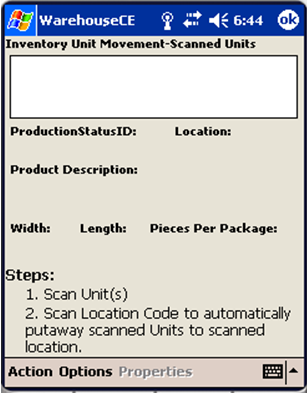 WarehouseCE 6:44 ok
Inventory Unit Movement-Scanned Units
ProductionStatusID: Location:
Product Description:
Width: Length: Pieces Per Package:
Steps:
1. Scan Unit(s)
2. Scan Location Code to automatically
putaway scanned Units to scanned
location.
Action Options Properties